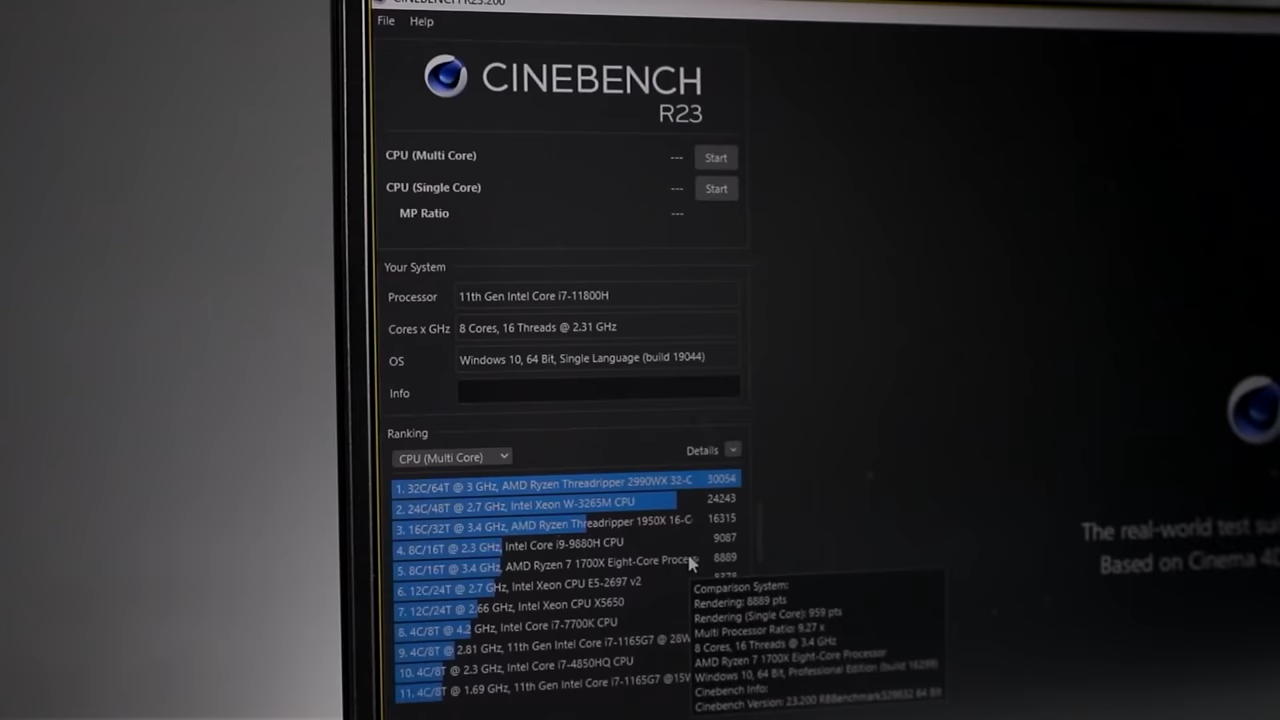 CINEBENCH R23.200
File Help
CINEBENCH
R23
CPU (Multi Core) --- Start
CPU (Single Core) --- Start
MP Ratio ---
Your System
Processor 11th Gen Intel Core i7-11800H
Cores x GHz 8 Cores, 16 Threads @ 2.31 GHz
OS Windows 10, 64 Bit, Single Language (build 19044)
Info
Ranking
CPU (Multi Core) Details
1. 32C/64T @ 3 GHz, AMD Ryzen Threadripper 2990WX 32-C 30054
2. 24C/48T @ 2.7 GHz, Intel Xeon W-3265M CPU 24243
3. 16C/32T @ 3.4 GHz, AMD Ryzen Threadripper 1950X 16-C 16315
4. 8C/16T @ 2.3 GHz, Intel Core i9-9880H CPU 9087
5. 8C/16T @ 3.4 GHz, AMD Ryzen 7 1700X Eight-Core Proces 8889
6. 12C/24T @ 2.7 GHz, Intel Xeon CPU E5-2697 v2 8378
7. 12C/24T @ 2.66 GHz, Intel Xeon CPU X5650
8. 4C/8T @ 4.2 GHz, Intel Core i7-7700K CPU
9. 4C/8T @ 2.81 GHz, 11th Gen Intel Core i7-1165G7 @ 28W
10. 4C/8T @ 2.3 GHz, Intel Core i7-4850HQ CPU
11. 4C/8T @ 1.69 GHz, 11th Gen Intel Core i7-1165G7 @15W
Comparison System:
Rendering: 8889 pts
Rendering (Single Core): 959 pts
Multi Processor Ratio: 9.27 x
8 Cores, 16 Threads @ 3.4 GHz
AMD Ryzen 7 1700X Eight-Core Processor
Windows 10, 64 Bit, Professional Edition (build 16299)
Cinebench Info:
Cinebench Version: 23.200 64 Bit
The real-world test su
Based on Cinema 4D